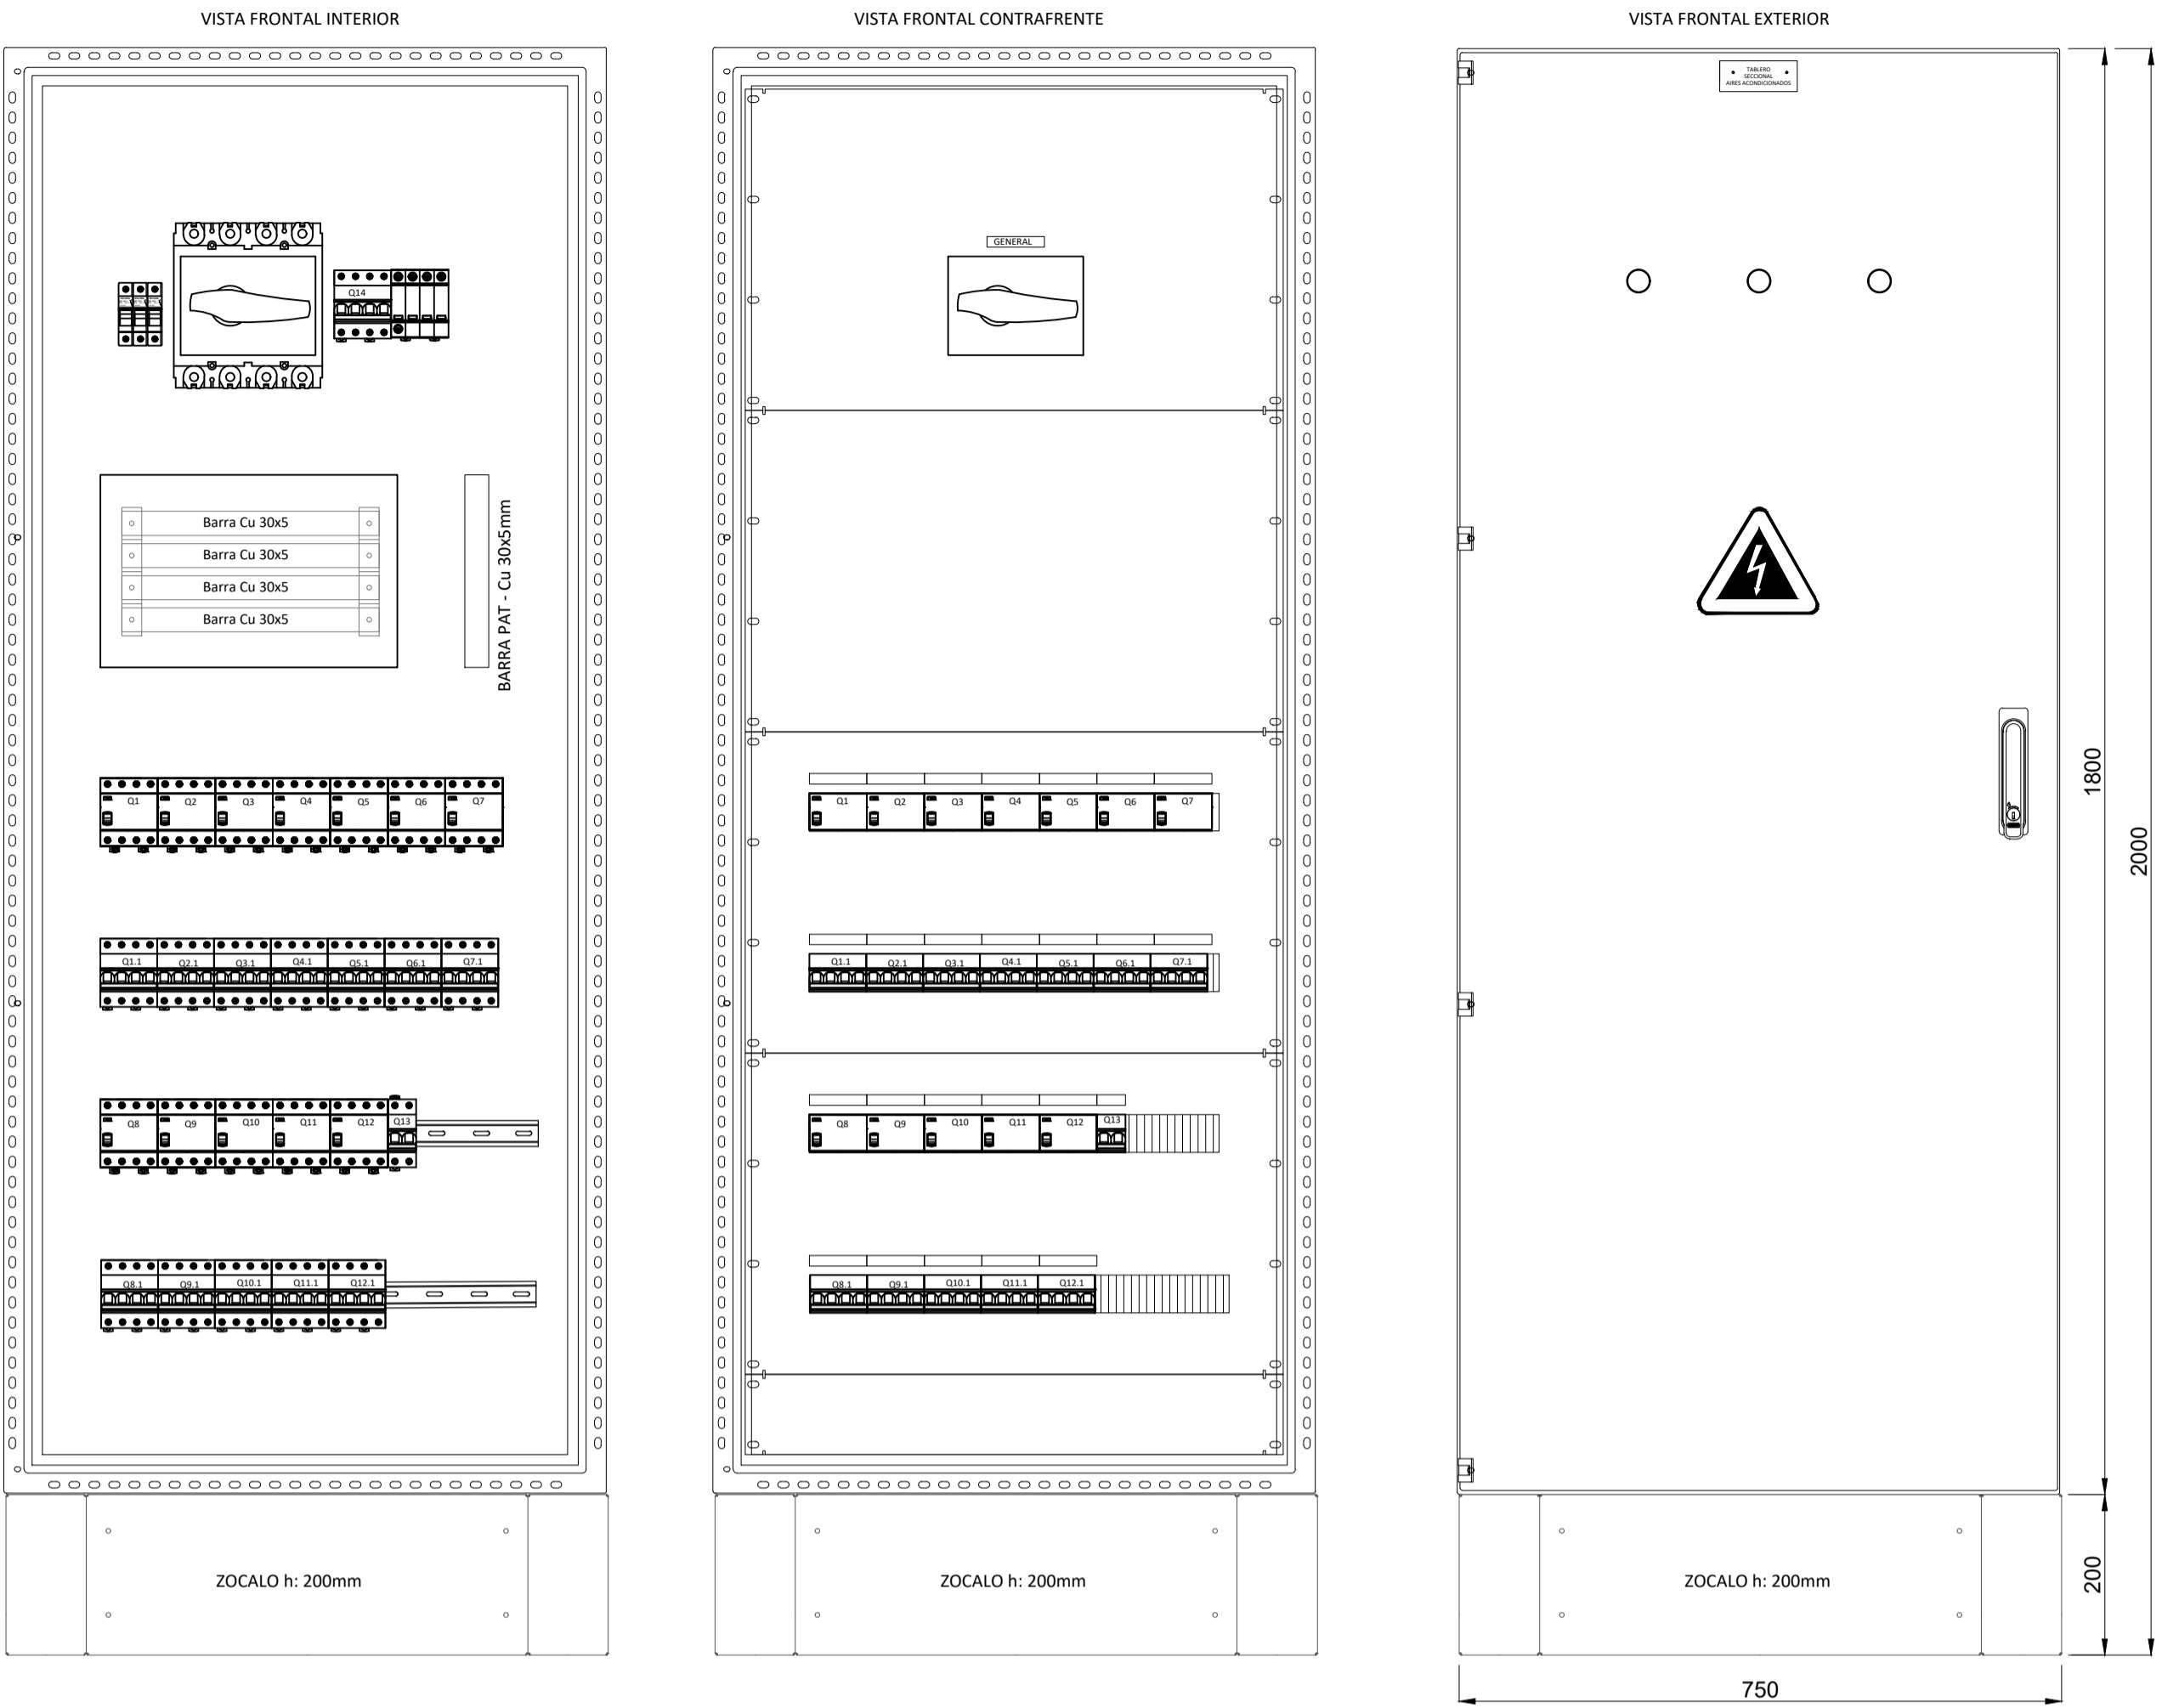 VISTA FRONTAL INTERIOR
VISTA FRONTAL CONTRAFRENTE
VISTA FRONTAL EXTERIOR
TABLERO
SECCIONAL
AIRES ACONDICIONADOS
GENERAL
Q14
Barra Cu 30x5
Barra Cu 30x5
Barra Cu 30x5
Barra Cu 30x5
BARRA PAT - Cu 30x5mm
Q1 Q2 Q3 Q4 Q5 Q6 Q7
Q1.1 Q2.1 Q3.1 Q4.1 Q5.1 Q6.1 Q7.1
Q8 Q9 Q10 Q11 Q12 Q13
Q8.1 Q9.1 Q10.1 Q11.1 Q12.1
Q1 Q2 Q3 Q4 Q5 Q6 Q7
Q1.1 Q2.1 Q3.1 Q4.1 Q5.1 Q6.1 Q7.1
Q8 Q9 Q10 Q11 Q12 Q13
Q8.1 Q9.1 Q10.1 Q11.1 Q12.1
1800
2000
200
ZOCALO h: 200mm
ZOCALO h: 200mm
ZOCALO h: 200mm
750